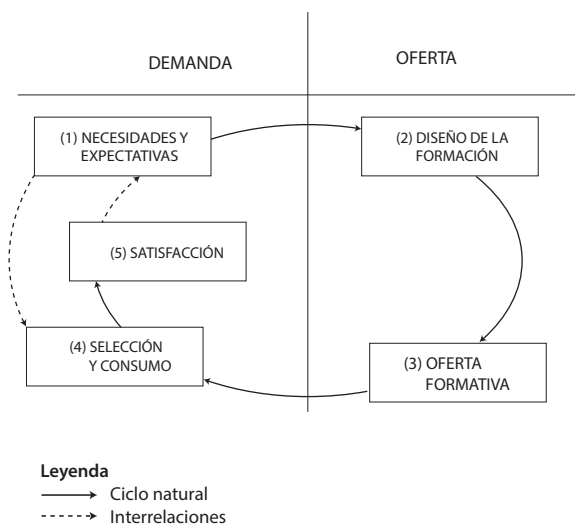 DEMANDA
OFERTA
(1) NECESIDADES Y
EXPECTATIVAS
(2) DISEÑO DE LA
FORMACIÓN
(5) SATISFACCIÓN
(4) SELECCIÓN
Y CONSUMO
(3) OFERTA
FORMATIVA
Leyenda
Ciclo natural
Interrelaciones